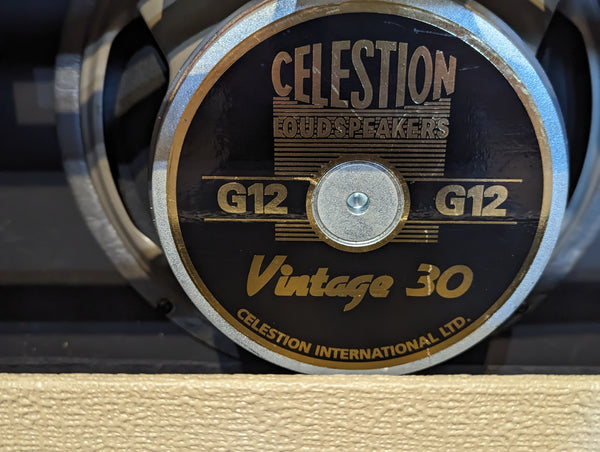 CELESTION
LOUDSPEAKERS
G12 G12
Vintage 30
CELESTION INTERNATIONAL LTD.